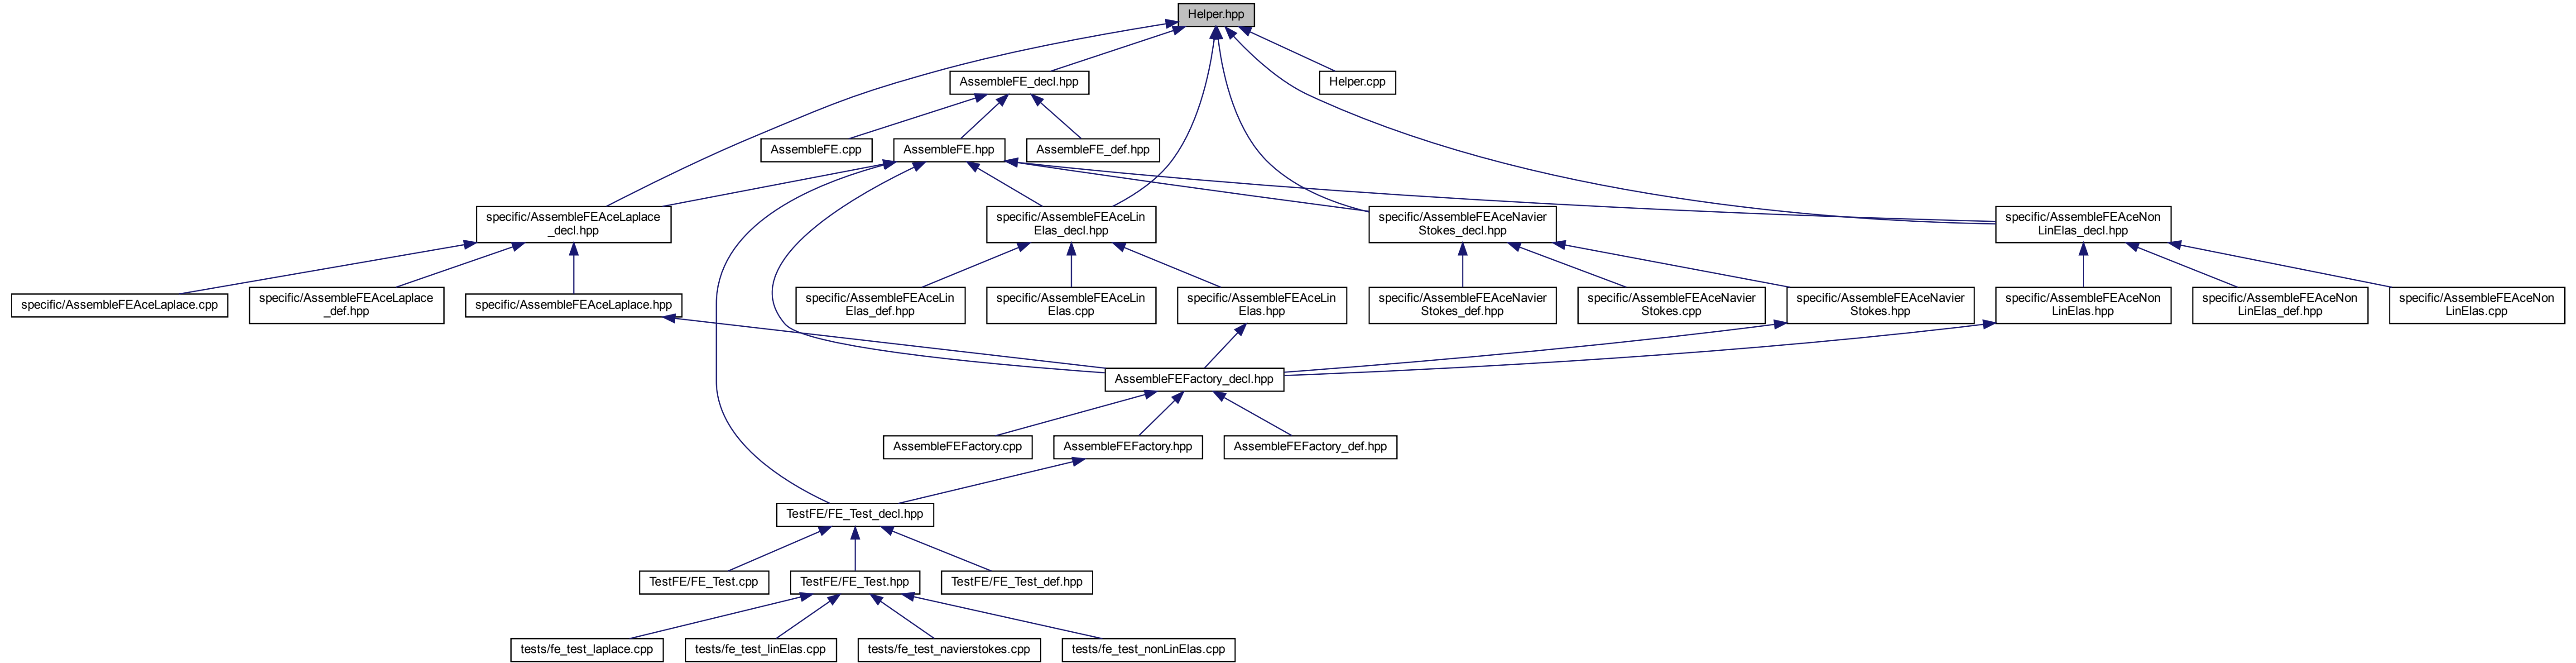 Helper.hpp
AssembleFE_decl.hpp
Helper.cpp
AssembleFE.cpp
AssembleFE.hpp
AssembleFE_def.hpp
specific/AssembleFEAceLaplace
_decl.hpp
specific/AssembleFEAceLin
Elas_decl.hpp
specific/AssembleFEAceNavier
Stokes_decl.hpp
specific/AssembleFEAceNon
LinElas_decl.hpp
specific/AssembleFEAceLaplace.cpp
specific/AssembleFEAceLaplace
_def.hpp
specific/AssembleFEAceLaplace.hpp
specific/AssembleFEAceLin
Elas_def.hpp
specific/AssembleFEAceLin
Elas.cpp
specific/AssembleFEAceLin
Elas.hpp
specific/AssembleFEAceNavier
Stokes_def.hpp
specific/AssembleFEAceNavier
Stokes.cpp
specific/AssembleFEAceNavier
Stokes.hpp
specific/AssembleFEAceNon
LinElas.hpp
specific/AssembleFEAceNon
LinElas_def.hpp
specific/AssembleFEAceNon
LinElas.cpp
AssembleFEFactory_decl.hpp
AssembleFEFactory.cpp
AssembleFEFactory.hpp
AssembleFEFactory_def.hpp
TestFE/FE_Test_decl.hpp
TestFE/FE_Test.cpp
TestFE/FE_Test.hpp
TestFE/FE_Test_def.hpp
tests/fe_test_laplace.cpp
tests/fe_test_linElas.cpp
tests/fe_test_navierstokes.cpp
tests/fe_test_nonLinElas.cpp